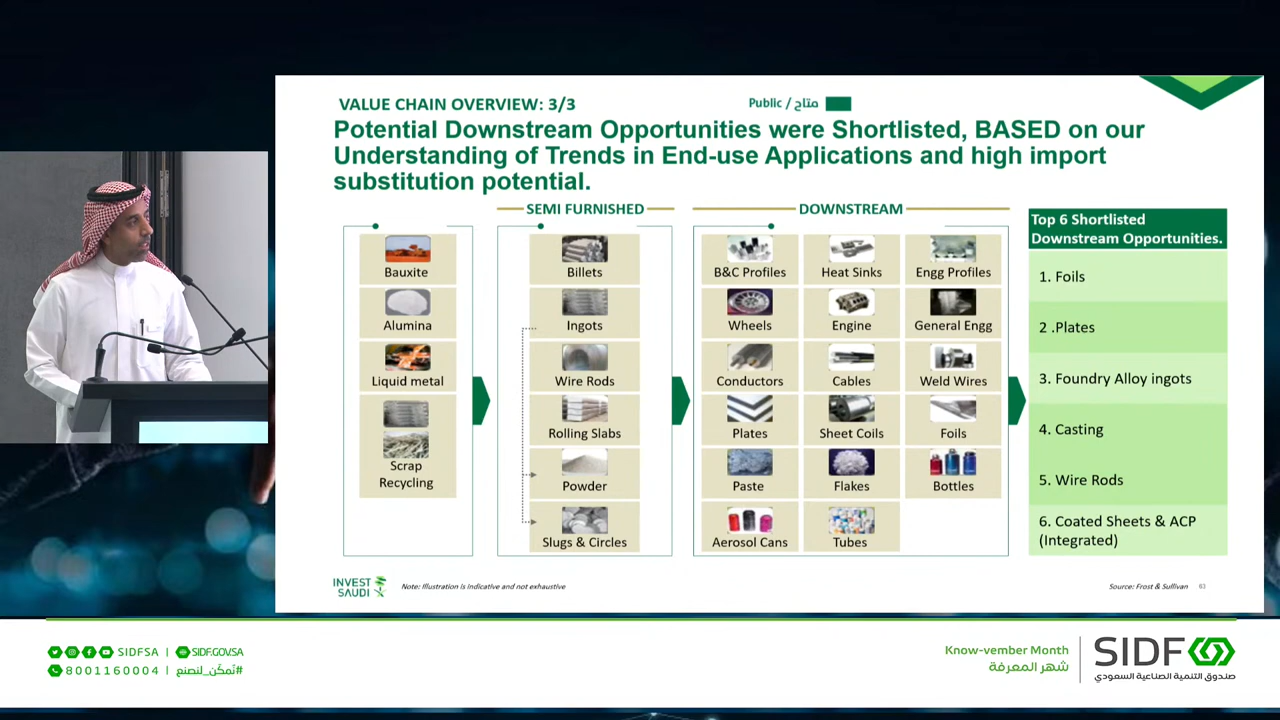 VALUE CHAIN OVERVIEW: 3/3
Public / متاح
Potential Downstream Opportunities were Shortlisted, BASED on our
Understanding of Trends in End-use Applications and high import
substitution potential.
SEMI FURNISHED
DOWNSTREAM
Bauxite
Alumina
Liquid metal
Scrap
Recycling
Billets
Ingots
Wire Rods
Rolling Slabs
Powder
Slugs & Circles
B&C Profiles
Heat Sinks
Engg Profiles
Wheels
Engine
General Engg
Conductors
Cables
Weld Wires
Plates
Sheet Coils
Foils
Paste
Flakes
Bottles
Aerosol Cans
Tubes
Top 6 Shortlisted
Downstream Opportunities.
1. Foils
2 .Plates
3. Foundry Alloy ingots
4. Casting
5. Wire Rods
6. Coated Sheets & ACP
(Integrated)
INVEST
SAUDI
Note: Illustration is indicative and not exhaustive
Source: Frost & Sullivan
63
SIDFSA | SIDF.GOV.SA
8001160004 | #نُمكّن_لنصنع
Know-vember Month
شهر المعرفة
SIDF
صندوق التنمية الصناعية السعودي